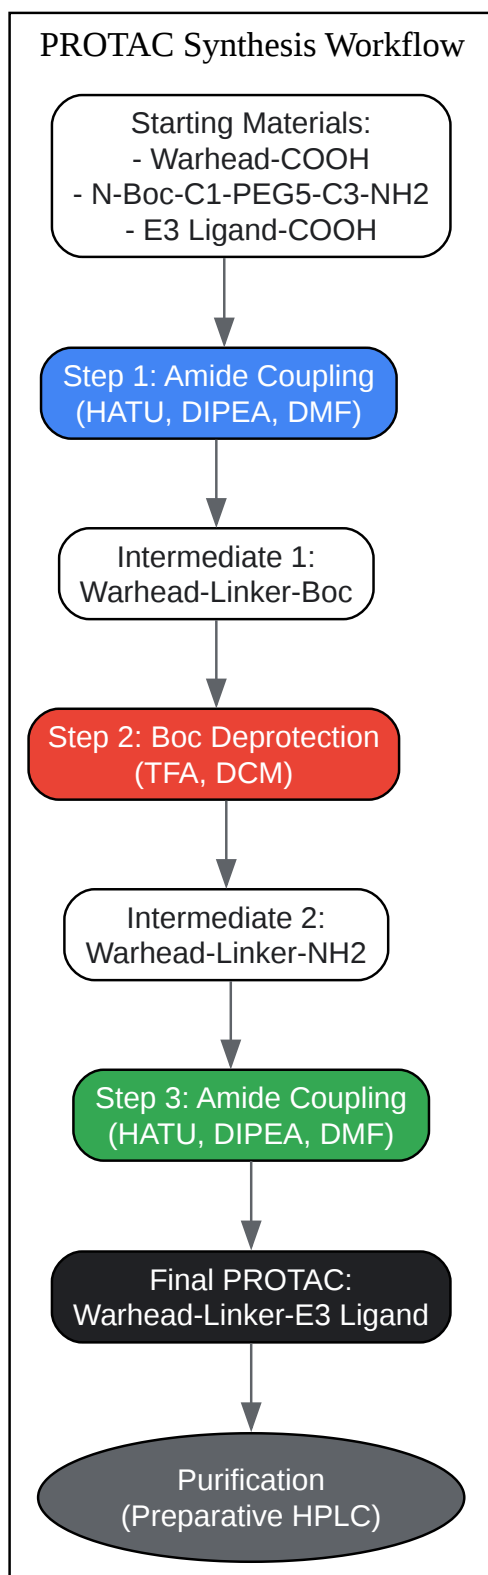 PROTAC Synthesis Workflow
Starting Materials:
- Warhead-COOH
- N-Boc-C1-PEG5-C3-NH2
- E3 Ligand-COOH
Step 1: Amide Coupling
(HATU, DIPEA, DMF)
Intermediate 1:
Warhead-Linker-Boc
Step 2: Boc Deprotection
(TFA, DCM)
Intermediate 2:
Warhead-Linker-NH2
Step 3: Amide Coupling
(HATU, DIPEA, DMF)
Final PROTAC:
Warhead-Linker-E3 Ligand
Purification
(Preparative HPLC)